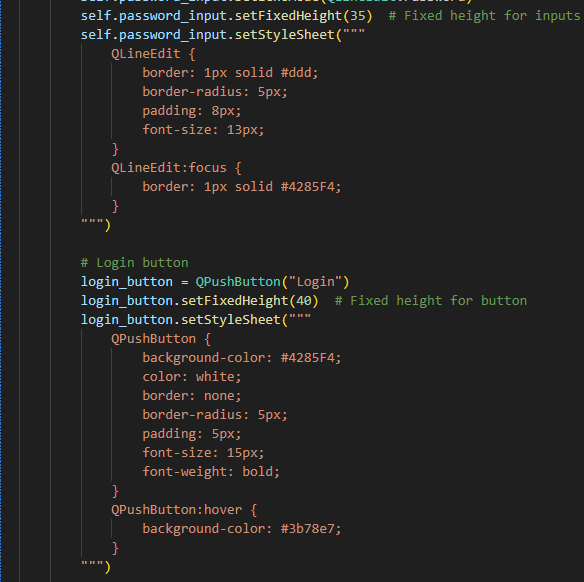 self.password_input.setFixedHeight(35)  # Fixed height for inputs
self.password_input.setStyleSheet("""
    QLineEdit {
        border: 1px solid #ddd;
        border-radius: 5px;
        padding: 8px;
        font-size: 13px;
    }
    QLineEdit:focus {
        border: 1px solid #4285F4;
    }
""")

# Login button
login_button = QPushButton("Login")
login_button.setFixedHeight(40)  # Fixed height for button
login_button.setStyleSheet("""
    QPushButton {
        background-color: #4285F4;
        color: white;
        border: none;
        border-radius: 5px;
        padding: 5px;
        font-size: 15px;
        font-weight: bold;
    }
    QPushButton:hover {
        background-color: #3b78e7;
    }
""")